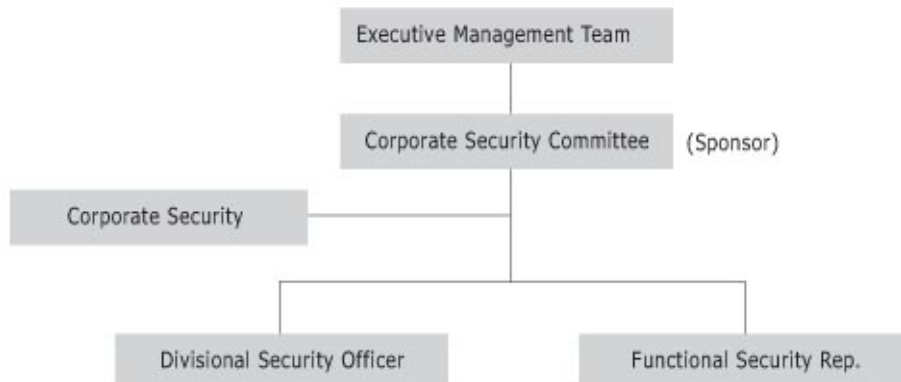 Executive Management Team
Corporate Security Committee (Sponsor)
Corporate Security
Divisional Security Officer
Functional Security Rep.